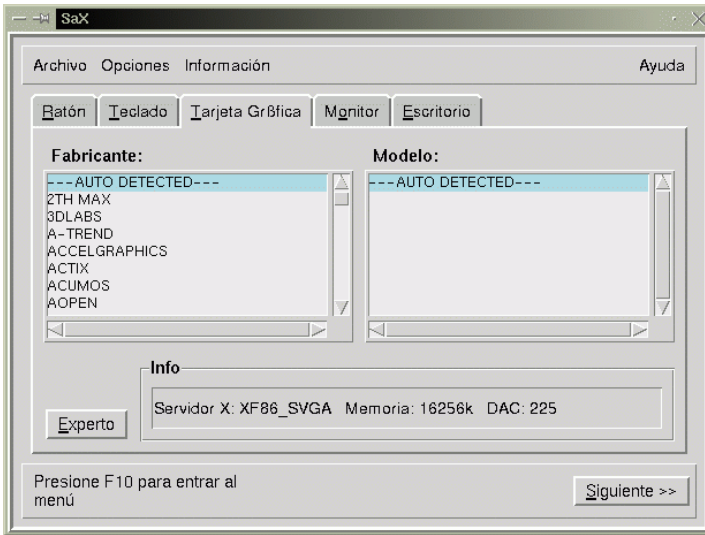 SaX
Archivo Opciones Información Ayuda
Ratón Teclado Tarjeta Grßfica Monitor Escritorio
Fabricante: Modelo:
---AUTO DETECTED--- ---AUTO DETECTED---
2TH MAX
3DLABS
A-TREND
ACCELGRAPHICS
ACTIX
ACUMOS
AOPEN
Info
Servidor X: XF86_SVGA Memoria: 16256k DAC: 225
Experto
Presione F10 para entrar al
menú
Siguiente >>